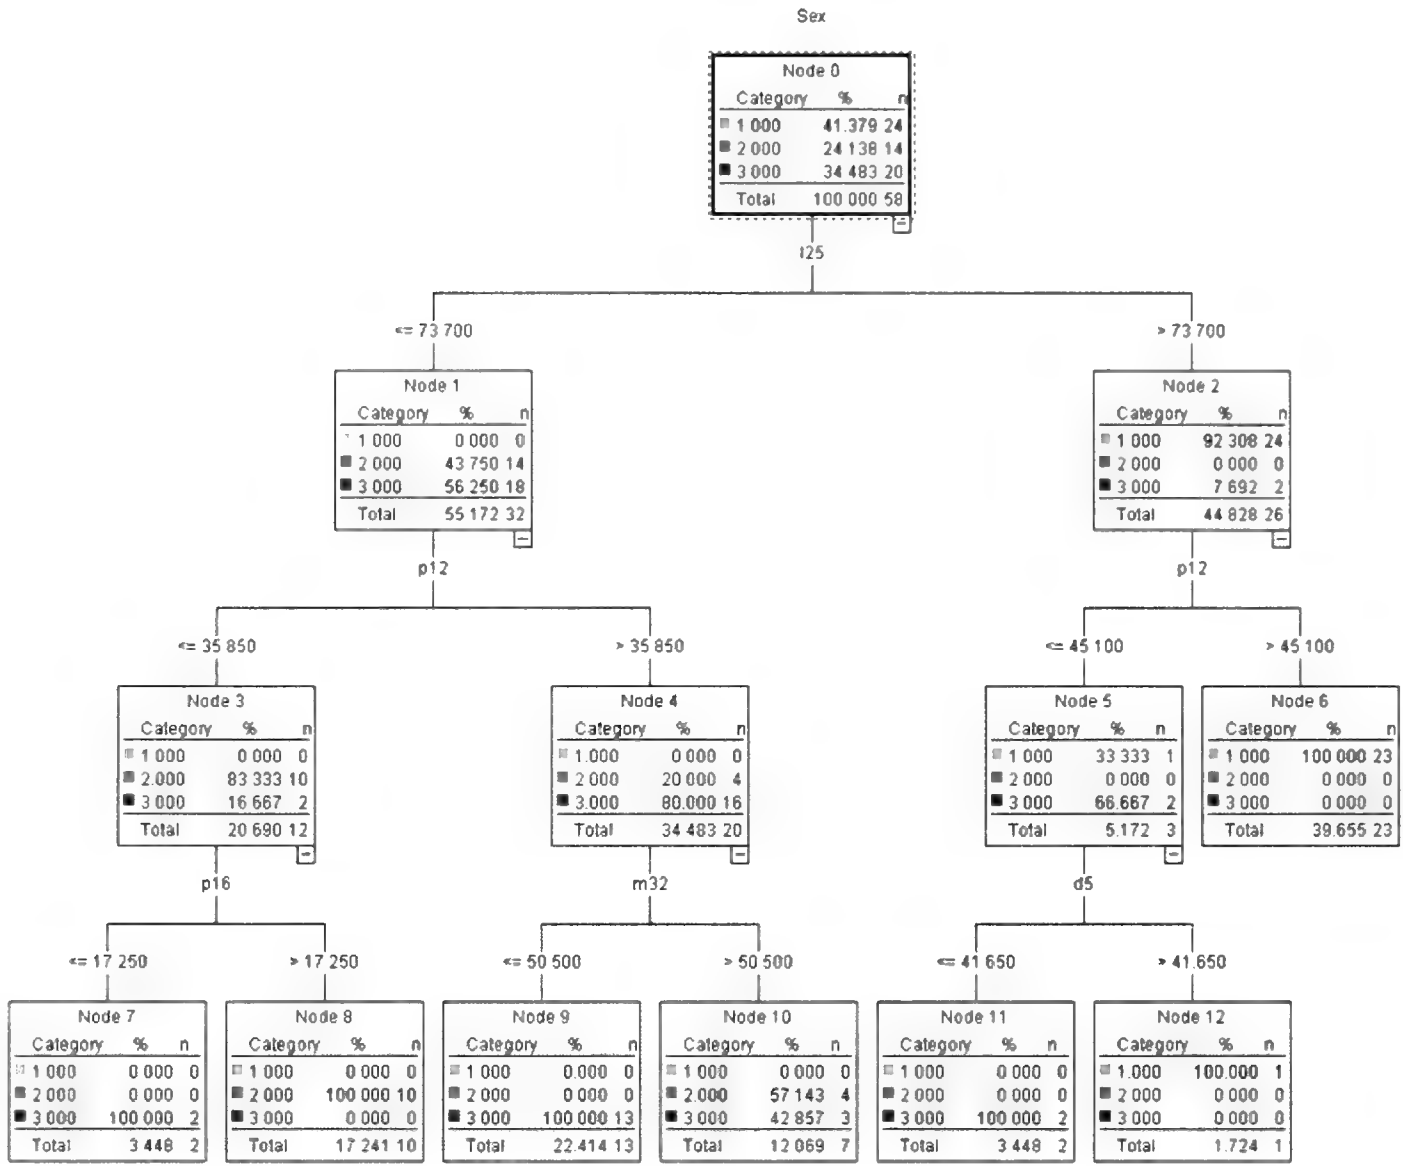 Sex
Node 0
Category % n
1 000 41.379 24
2 000 24 138 14
3 000 34 483 20
Total 100 000 58
t25
<= 73 700
> 73 700
Node 1
Category % n
1 000 0 000 0
2 000 43 750 14
3 000 56 250 18
Total 55 172 32
Node 2
Category % n
1 000 92 308 24
2 000 0 000 0
3 000 7 692 2
Total 44 828 26
p12
p12
<= 35 850
> 35 850
<= 45 100
> 45 100
Node 3
Category % n
1 000 0 000 0
2.000 83 333 10
3 000 16 667 2
Total 20 690 12
Node 4
Category % n
1.000 0 000 0
2 000 20 000 4
3.000 80.000 16
Total 34 483 20
Node 5
Category % n
1 000 33 333 1
2 000 0 000 0
3 000 66.667 2
Total 5.172 3
Node 6
Category % n
1 000 100 000 23
2 000 0 000 0
3 000 0 000 0
Total 39.655 23
p16
m32
d5
<= 17 250
> 17 250
<= 50 500
> 50 500
<= 41 650
> 41.650
Node 7
Category % n
1 000 0 000 0
2 000 0 000 0
3 000 100 000 2
Total 3 448 2
Node 8
Category % n
1 000 0 000 0
2 000 100 000 10
3 000 0 000 0
Total 17 241 10
Node 9
Category % n
1 000 0.000 0
2 000 0 000 0
3 000 100 000 13
Total 22.414 13
Node 10
Category % n
1 000 0 000 0
2.000 57 143 4
3 000 42 857 3
Total 12 069 7
Node 11
Category % n
1 000 0 000 0
2 000 0 000 0
3 000 100 000 2
Total 3 448 2
Node 12
Category % n
1.000 100.000 1
2 000 0.000 0
3 000 0 000 0
Total 1.724 1